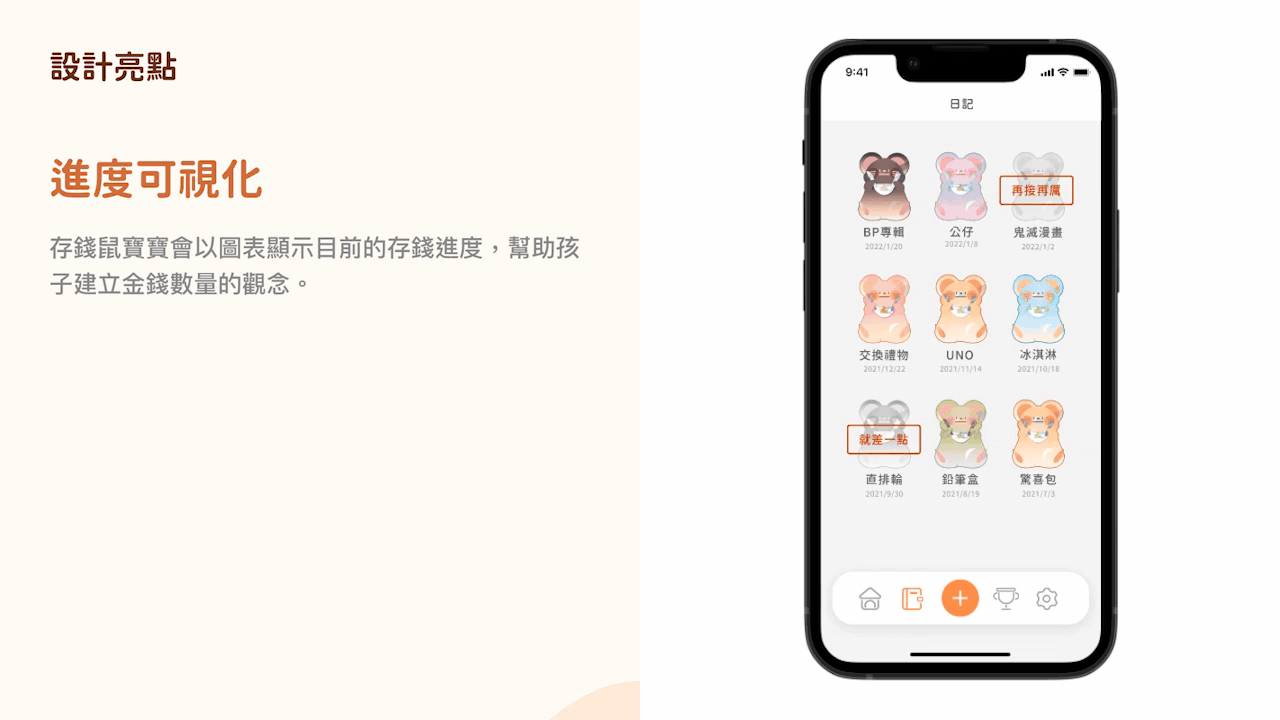 設計亮點
進度可視化
存錢鼠寶寶會以圖表顯示目前的存錢進度，幫助孩
子建立金錢數量的觀念。
9:41
日記
再接再厲
BP專輯
公仔
鬼滅漫畫
2022/1/20
2022/1/8
2022/1/2
交換禮物
UNO
冰淇淋
2021/12/22
2021/11/14
2021/10/18
就差一點
直排輪
鉛筆盒
驚喜包
2021/9/30
2021/8/19
2021/7/3